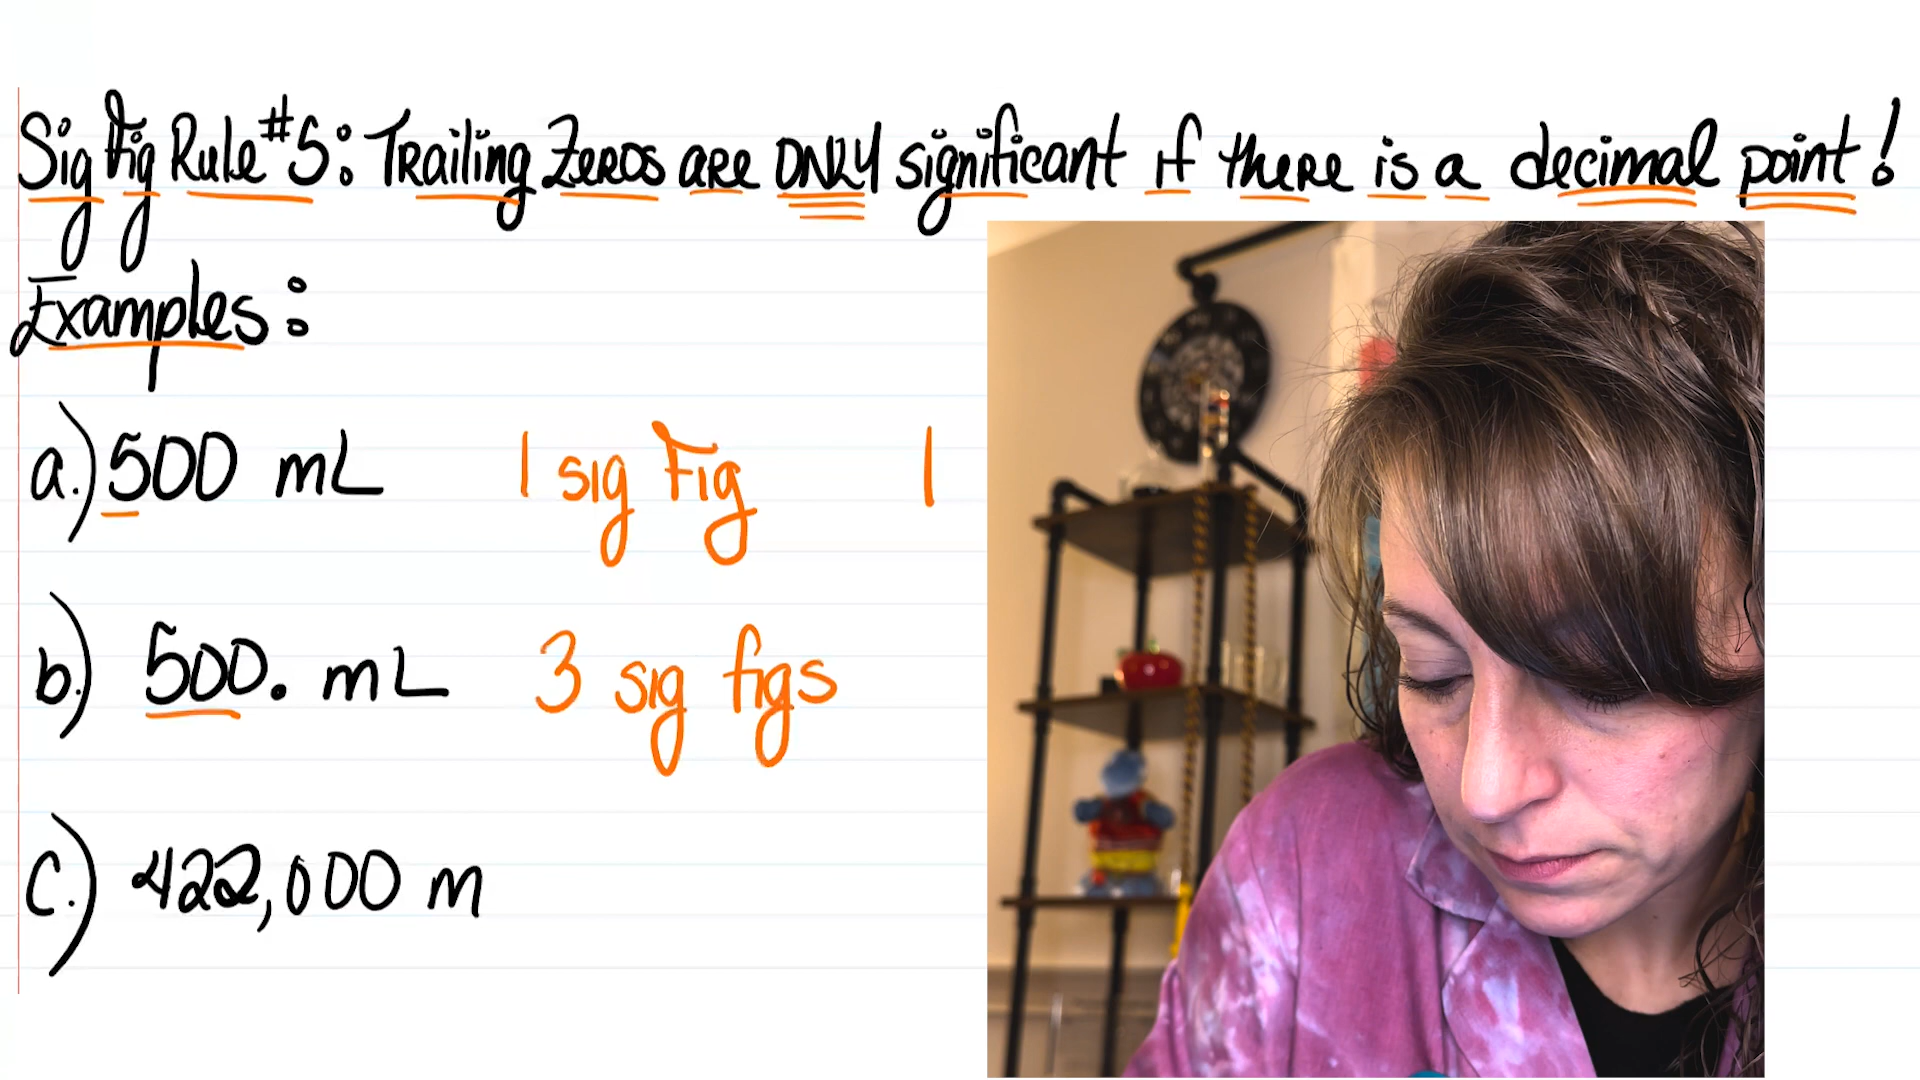 Sig Fig Rule #5: Trailing Zeros are ONLY significant if there is a decimal point!
Examples:
a.) 500 mL 1 sig Fig 1
b.) 500. mL 3 sig figs
c.) 422,000 m